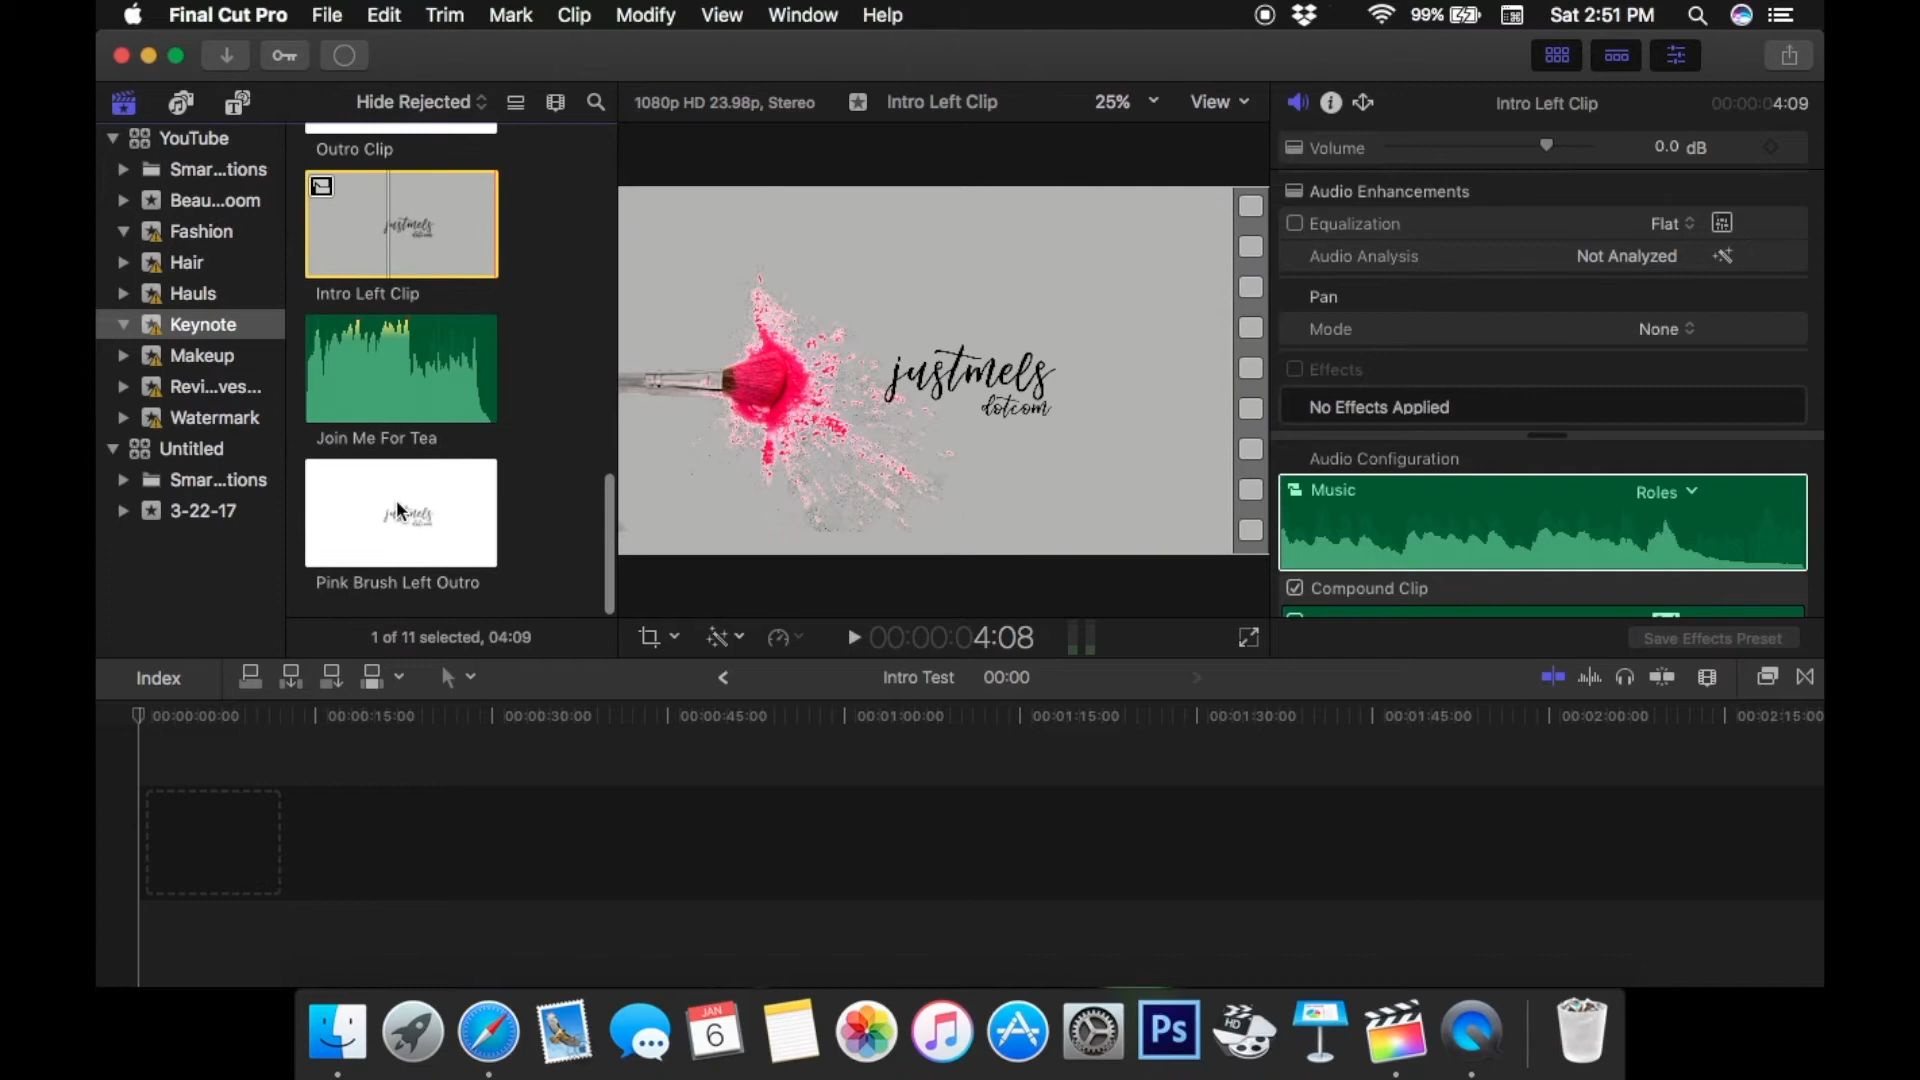 Final Cut Pro File Edit Trim Mark Clip Modify View Window Help 99% Sat 2:51 PM
Hide Rejected 1080p HD 23.98p, Stereo Intro Left Clip 25% View Intro Left Clip 00:00:04:09
YouTube
Smar...tions
Beau...oom
Fashion
Hair
Hauls
Keynote
Makeup
Revi...ves...
Watermark
Untitled
Smar...tions
3-22-17
Outro Clip
justmels
dotcom
Intro Left Clip
Join Me For Tea
justmels
dotcom
Pink Brush Left Outro
1 of 11 selected, 04:09
justmels
dotcom
00:00:04:08
Volume 0.0 dB
Audio Enhancements
Equalization Flat
Audio Analysis Not Analyzed
Pan
Mode None
Effects
No Effects Applied
Audio Configuration
Music Roles
Compound Clip
Save Effects Preset
Index Intro Test 00:00
00:00:00:00 00:00:15:00 00:00:30:00 00:00:45:00 00:01:00:00 00:01:15:00 00:01:30:00 00:01:45:00 00:02:00:00 00:02:15:00
JAN
6
Ps
HD